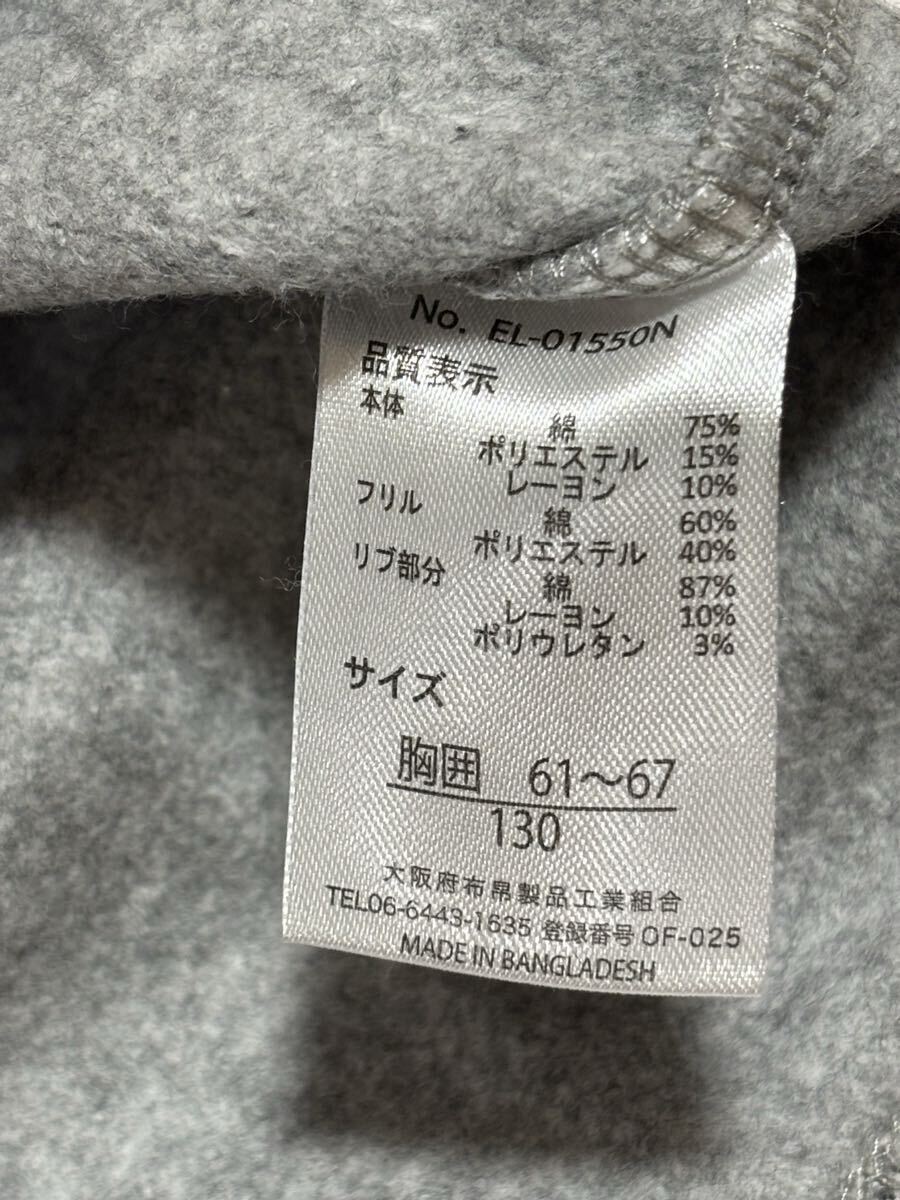 No. EL-01550N
品質表示
本体
綿 75%
ポリエステル 15%
レーヨン 10%
フリル
綿 60%
ポリエステル 40%
リブ部分
綿 87%
レーヨン 10%
ポリウレタン 3%
サイズ
胸囲 61～67
130
大阪府布帛製品工業組合
TEL06-6443-1635 登録番号 OF-025
MADE IN BANGLADESH